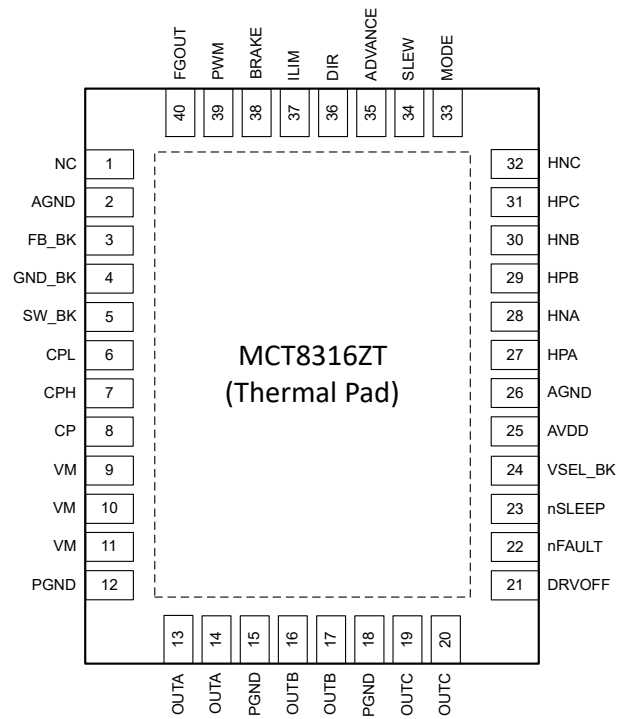 FGOUT PWM BRAKE ILIM DIR ADVANCE SLEW MODE
40 39 38 37 36 35 34 33
NC 1
AGND 2
FB_BK 3
GND_BK 4
SW_BK 5
CPL 6
CPH 7
CP 8
VM 9
VM 10
VM 11
PGND 12
MCT8316ZT
(Thermal Pad)
32 HNC
31 HPC
30 HNB
29 HPB
28 HNA
27 HPA
26 AGND
25 AVDD
24 VSEL_BK
23 nSLEEP
22 nFAULT
21 DRVOFF
13 14 15 16 17 18 19 20
OUTA OUTA PGND OUTB OUTB PGND OUTC OUTC